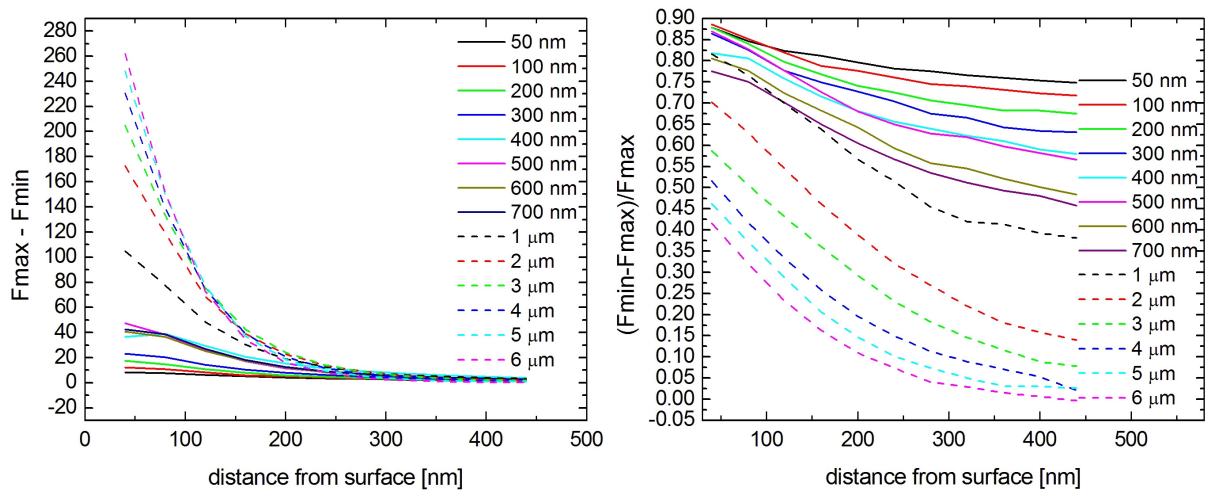 280
260
240
220
200
180
160
140
120
100
80
60
40
20
0
-20
Fmax - Fmin
0
100
200
300
400
500
distance from surface [nm]
50 nm
100 nm
200 nm
300 nm
400 nm
500 nm
600 nm
700 nm
1 μm
2 μm
3 μm
4 μm
5 μm
6 μm
0.90
0.85
0.80
0.75
0.70
0.65
0.60
0.55
0.50
0.45
0.40
0.35
0.30
0.25
0.20
0.15
0.10
0.05
0.00
-0.05
(Fmin-Fmax)/Fmax
100
200
300
400
500
distance from surface [nm]
50 nm
100 nm
200 nm
300 nm
400 nm
500 nm
600 nm
700 nm
1 μm
2 μm
3 μm
4 μm
5 μm
6 μm